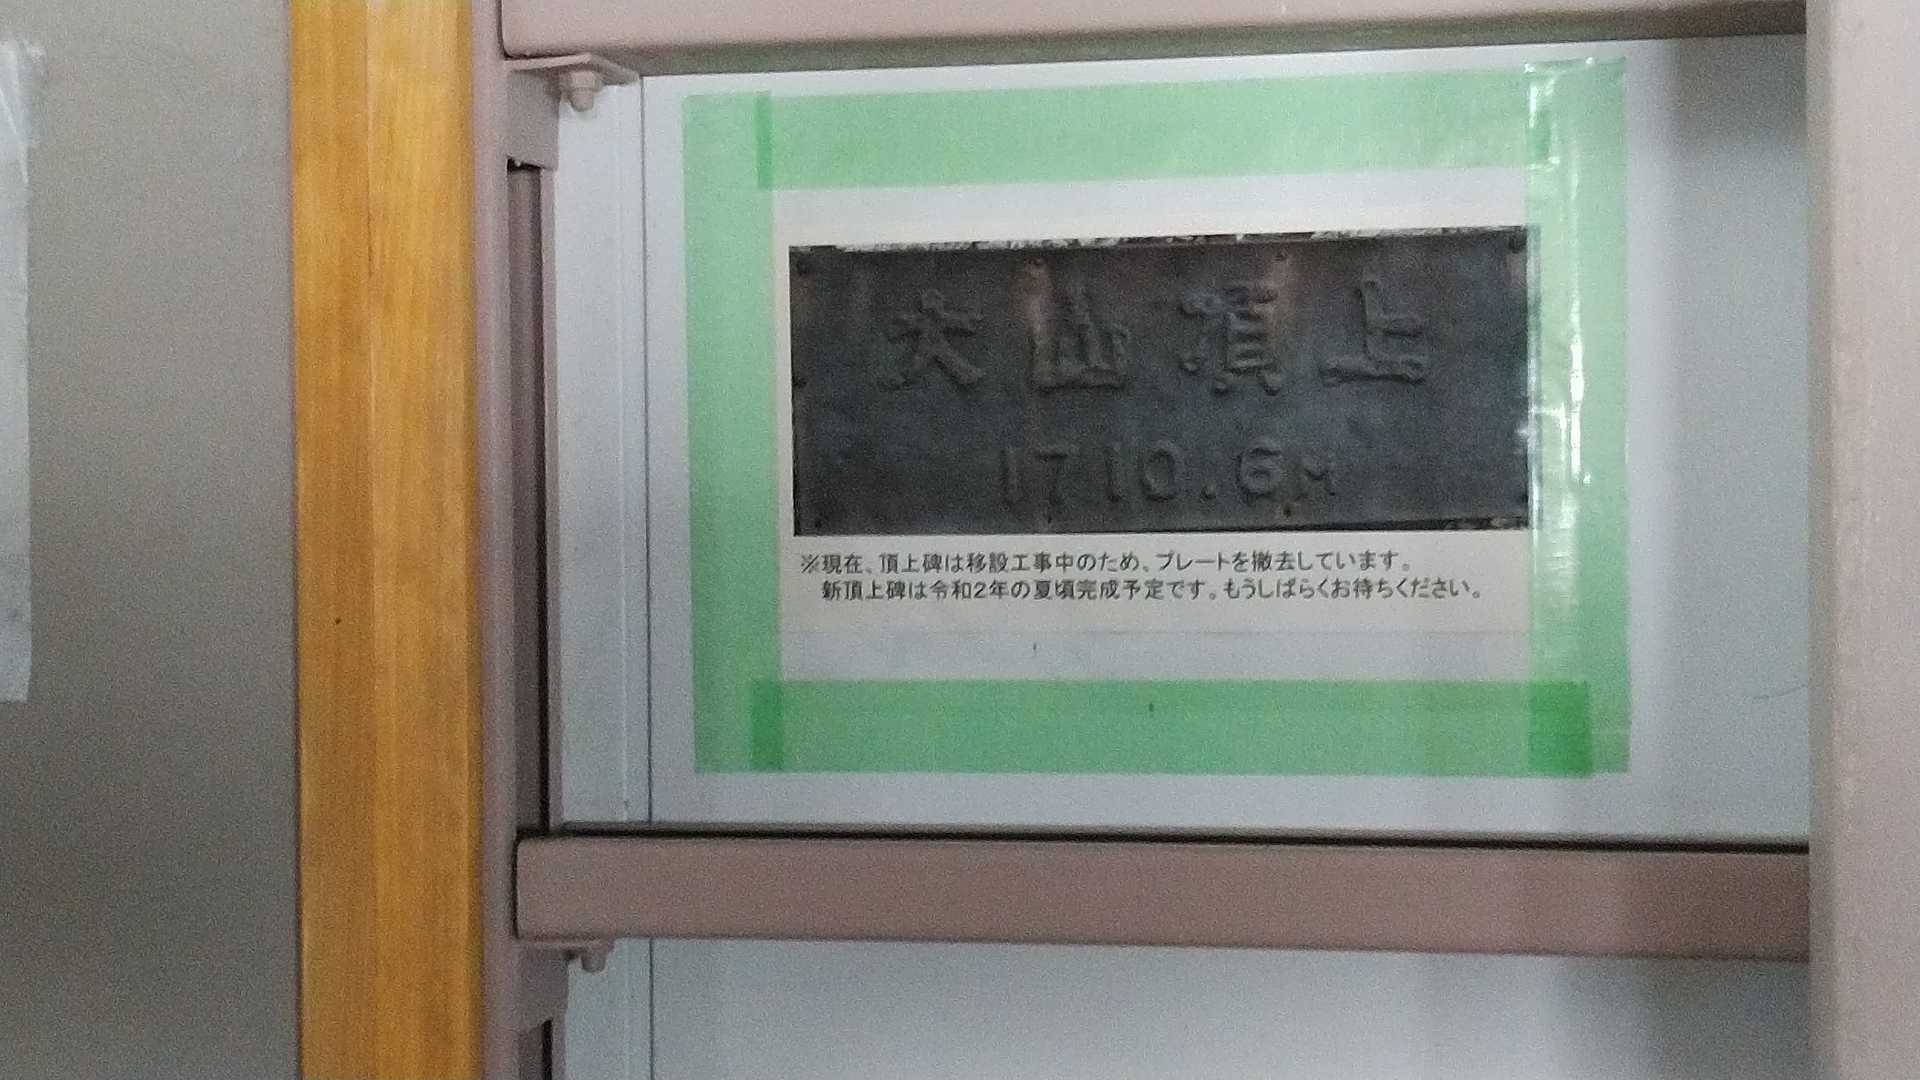 大山頂上
1710.6M
※現在、頂上碑は移設工事中のため、プレートを撤去しています。
新頂上碑は令和2年の夏頃完成予定です。もうしばらくお待ちください。